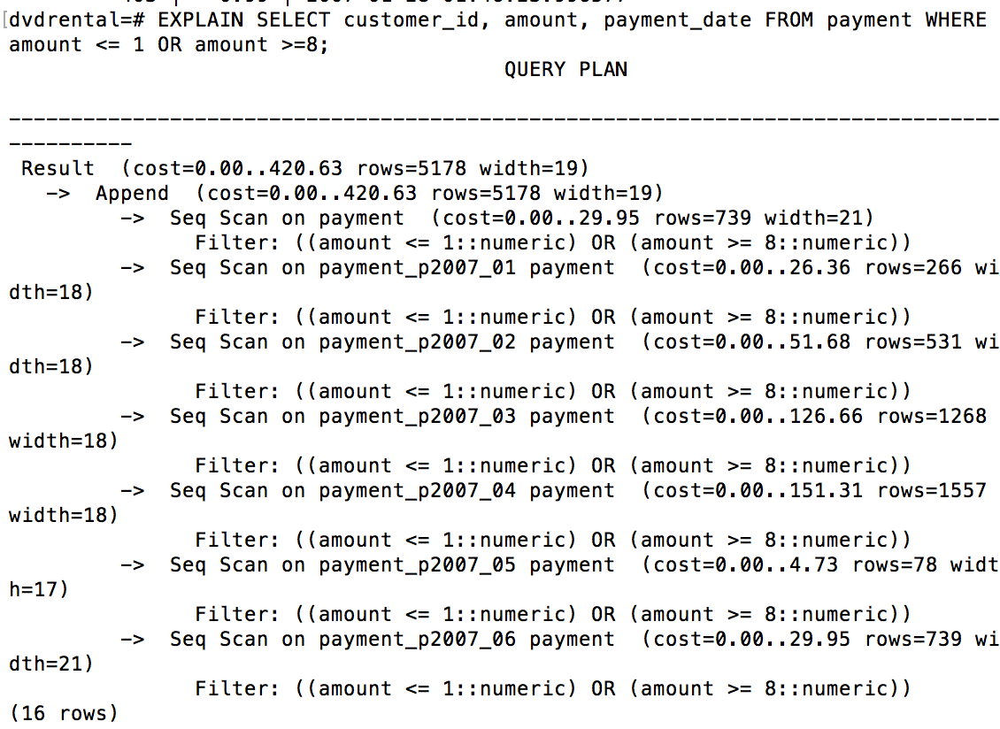 [dvdrental=# EXPLAIN SELECT customer_id, amount, payment_date FROM payment WHERE
amount <= 1 OR amount >=8;
QUERY PLAN
--------------------------------------------------------------------------------
----------
Result  (cost=0.00..420.63 rows=5178 width=19)
->  Append  (cost=0.00..420.63 rows=5178 width=19)
->  Seq Scan on payment  (cost=0.00..29.95 rows=739 width=21)
Filter: ((amount <= 1::numeric) OR (amount >= 8::numeric))
->  Seq Scan on payment_p2007_01 payment  (cost=0.00..26.36 rows=266 wi
dth=18)
Filter: ((amount <= 1::numeric) OR (amount >= 8::numeric))
->  Seq Scan on payment_p2007_02 payment  (cost=0.00..51.68 rows=531 wi
dth=18)
Filter: ((amount <= 1::numeric) OR (amount >= 8::numeric))
->  Seq Scan on payment_p2007_03 payment  (cost=0.00..126.66 rows=1268
width=18)
Filter: ((amount <= 1::numeric) OR (amount >= 8::numeric))
->  Seq Scan on payment_p2007_04 payment  (cost=0.00..151.31 rows=1557
width=18)
Filter: ((amount <= 1::numeric) OR (amount >= 8::numeric))
->  Seq Scan on payment_p2007_05 payment  (cost=0.00..4.73 rows=78 widt
h=17)
Filter: ((amount <= 1::numeric) OR (amount >= 8::numeric))
->  Seq Scan on payment_p2007_06 payment  (cost=0.00..29.95 rows=739 wi
dth=21)
Filter: ((amount <= 1::numeric) OR (amount >= 8::numeric))
(16 rows)